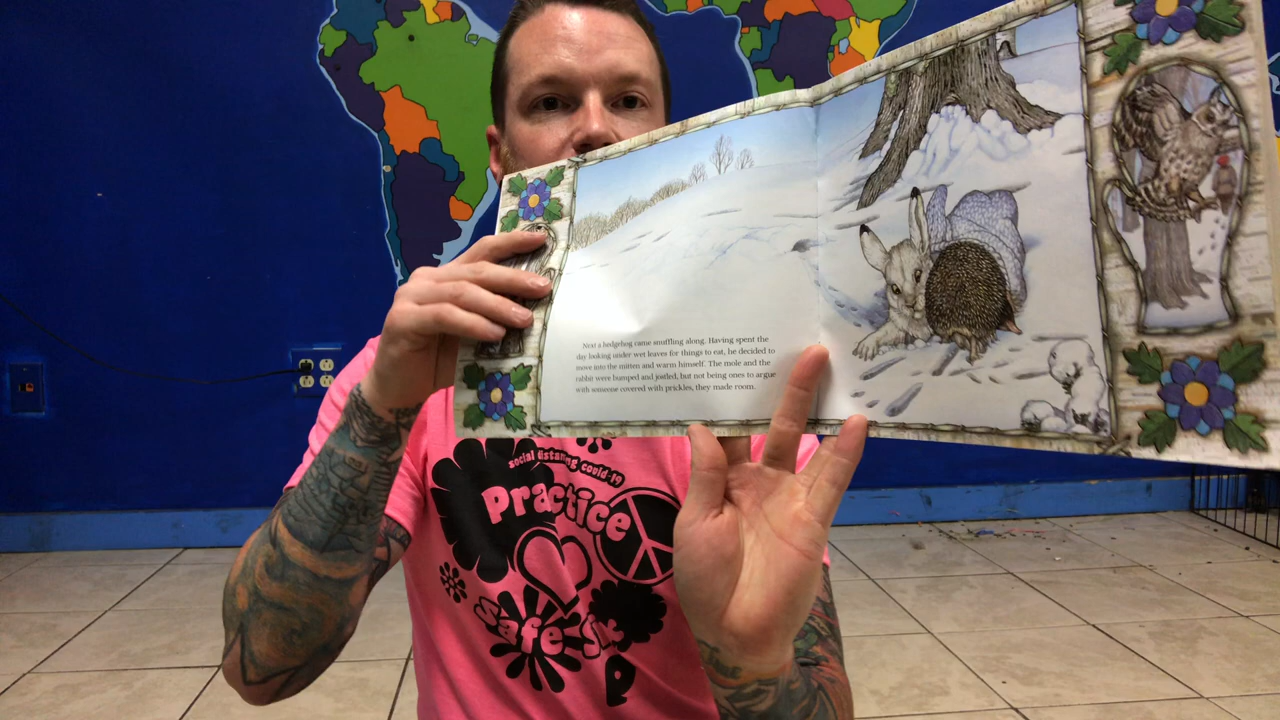 Next a hedgehog came snuffling along. Having spent the
day looking under wet leaves for things to eat, he decided to
move into the mitten and warm himself. The mole and the
rabbit were bumped and jostled, but not being ones to argue
with someone covered with prickles, they made room.
social distancing covid-19
Practice
Safe